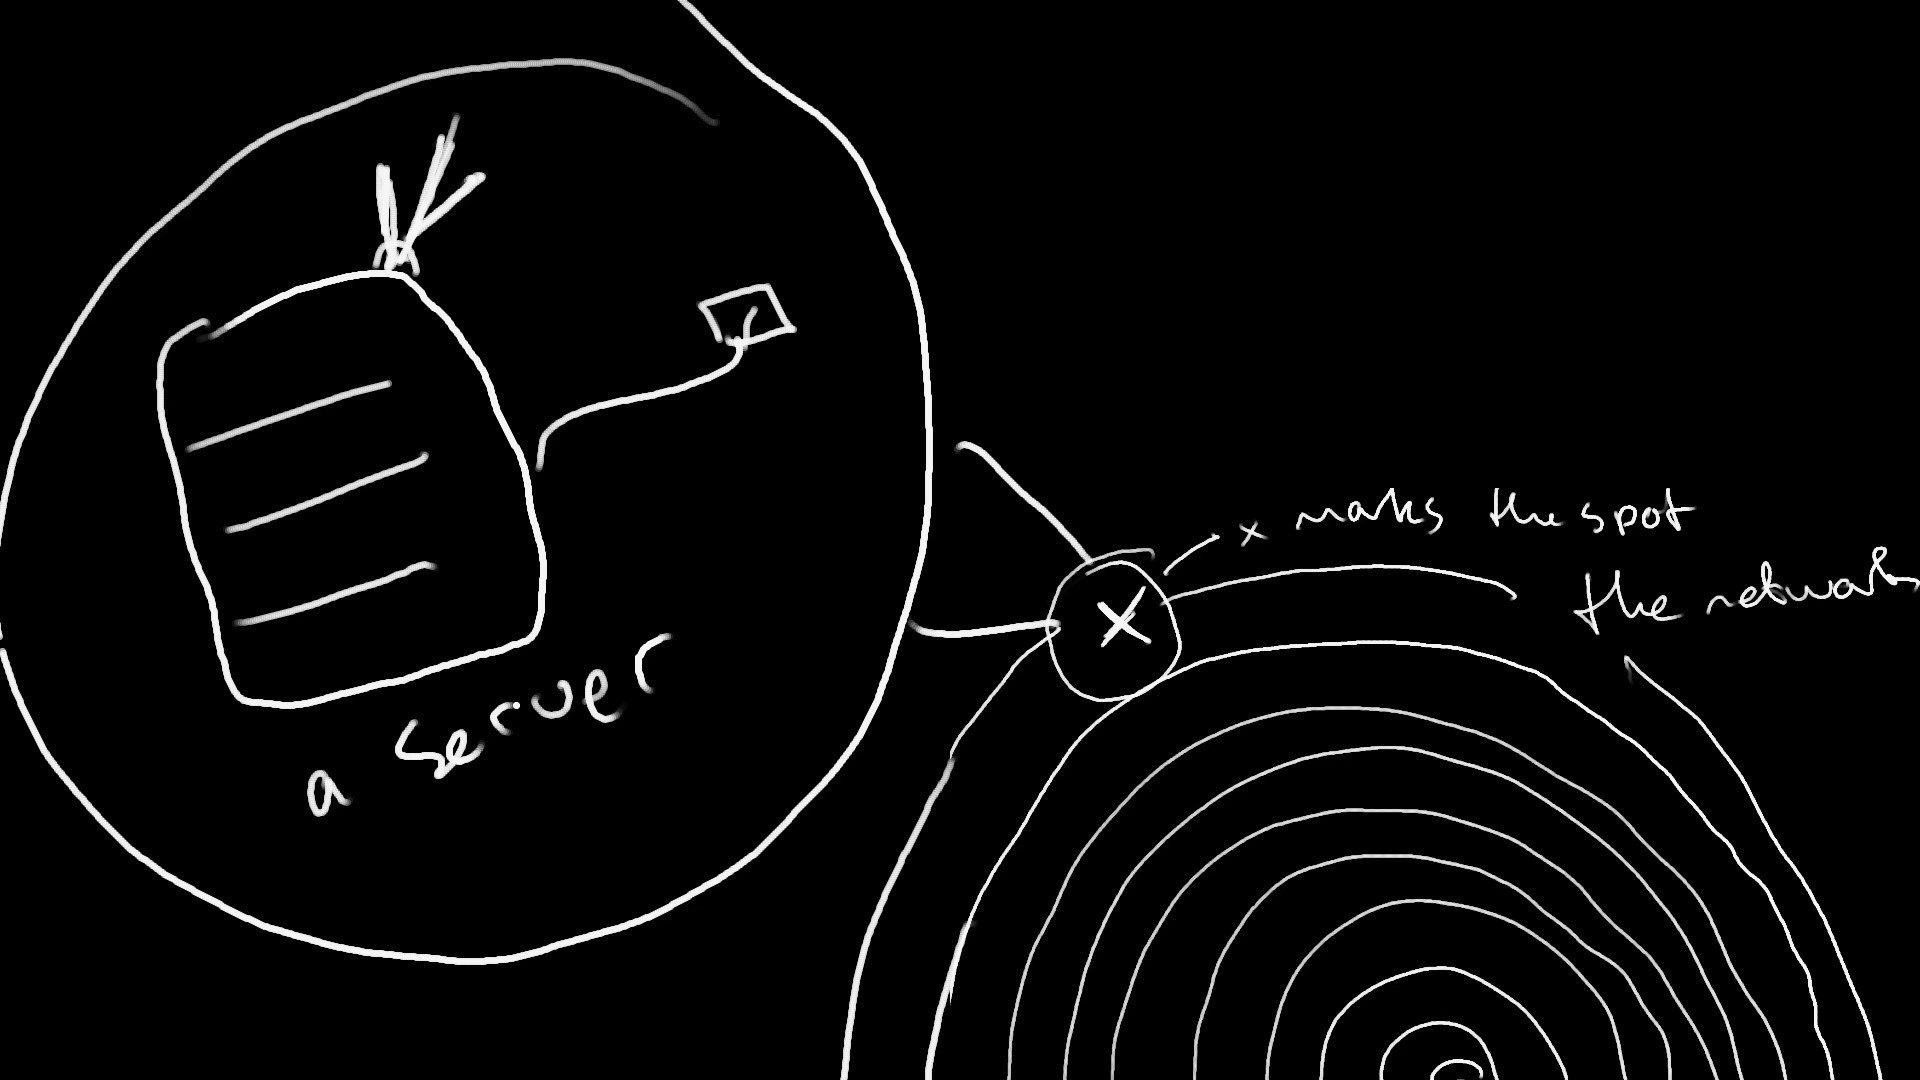 x marks the spot
the network
a server